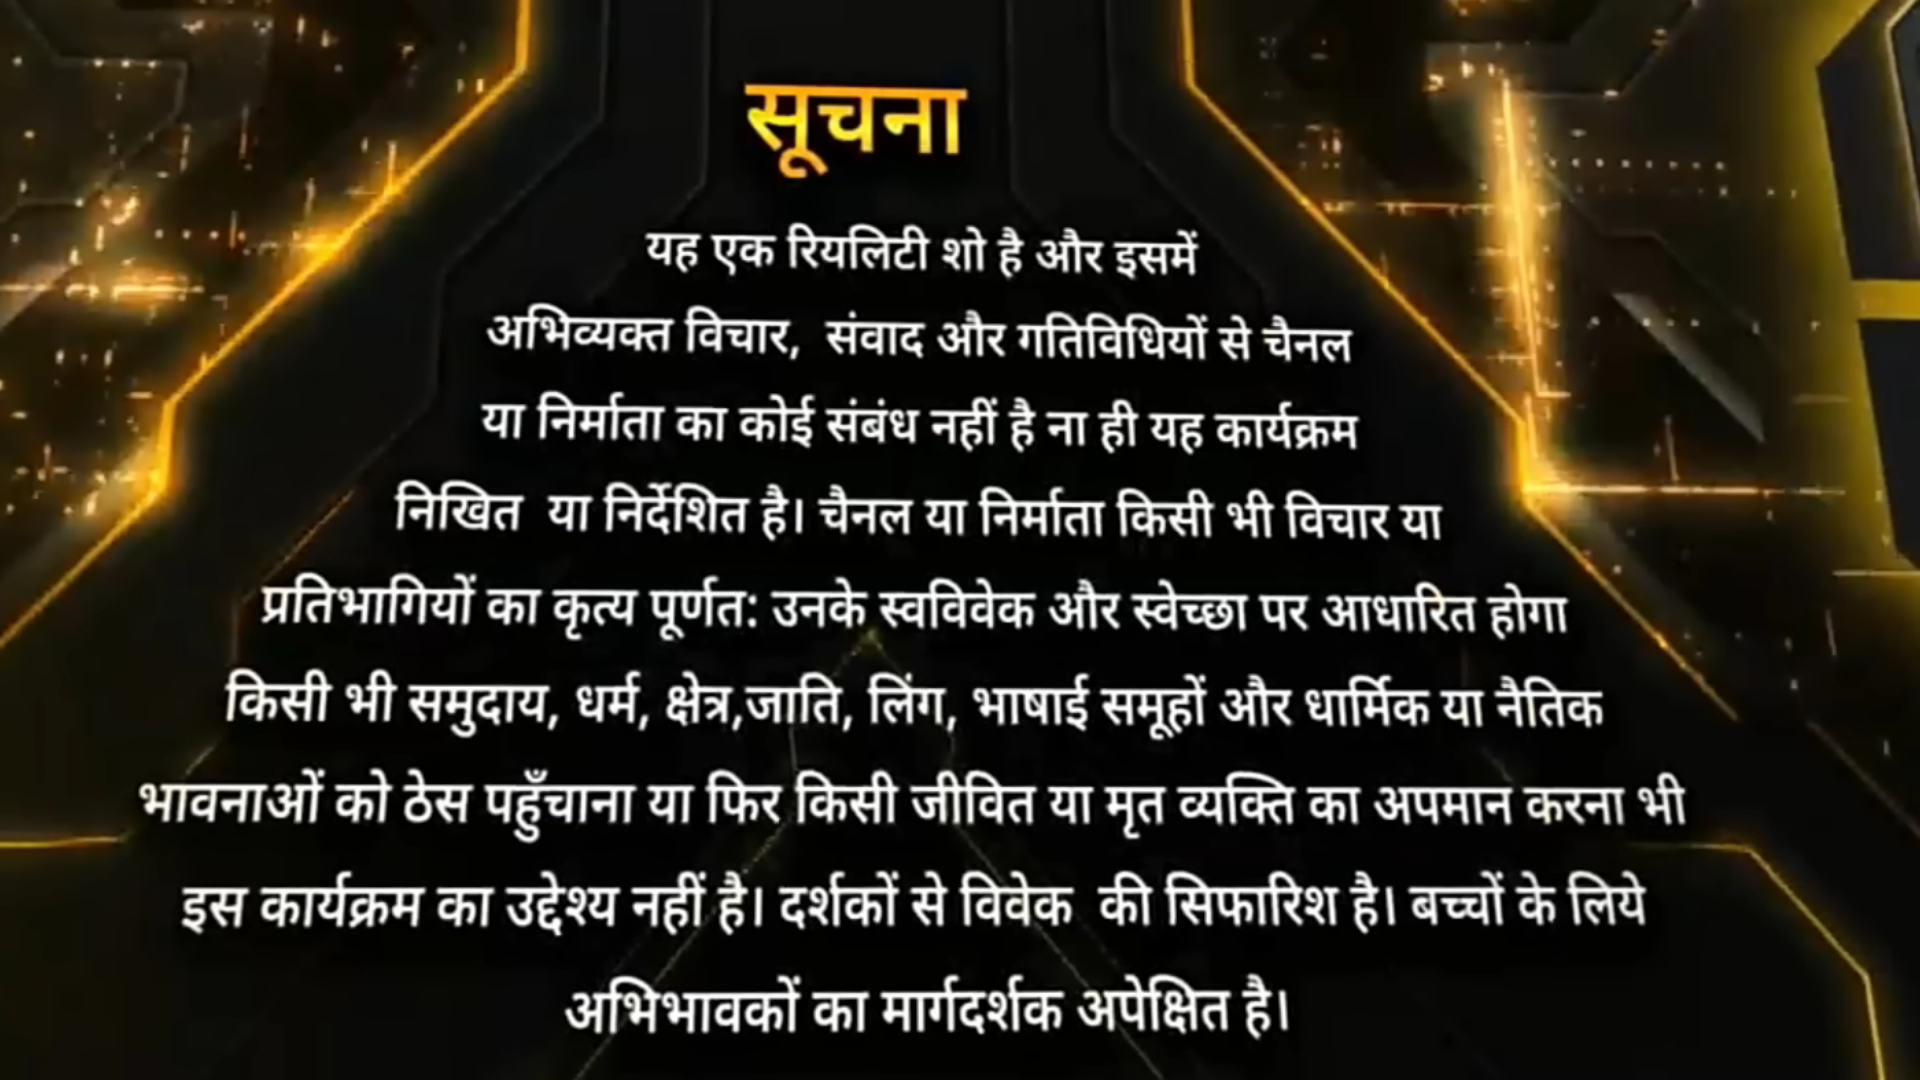 सूचना
यह एक रियलिटी शो है और इसमें
अभिव्यक्त विचार, संवाद और गतिविधियों से चैनल
या निर्माता का कोई संबंध नहीं है ना ही यह कार्यक्रम
निखित या निर्देशित है। चैनल या निर्माता किसी भी विचार या
प्रतिभागियों का कृत्य पूर्णत: उनके स्वविवेक और स्वेच्छा पर आधारित होगा
किसी भी समुदाय, धर्म, क्षेत्र,जाति, लिंग, भाषाई समूहों और धार्मिक या नैतिक
भावनाओं को ठेस पहुँचाना या फिर किसी जीवित या मृत व्यक्ति का अपमान करना भी
इस कार्यक्रम का उद्देश्य नहीं है। दर्शकों से विवेक की सिफारिश है। बच्चों के लिये
अभिभावकों का मार्गदर्शक अपेक्षित है।